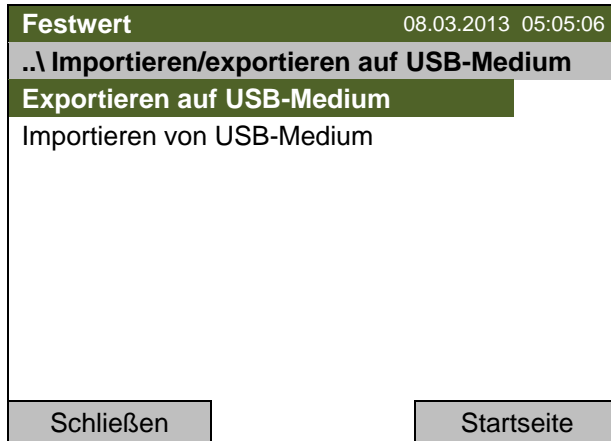 Festwert 08.03.2013 05:05:06
..\ Importieren/exportieren auf USB-Medium
Exportieren auf USB-Medium
Importieren von USB-Medium
Schließen Startseite